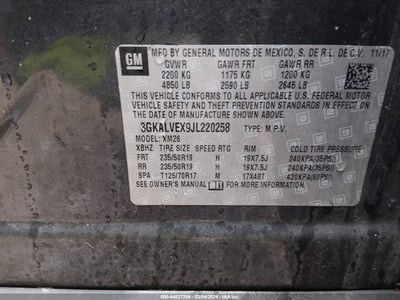 GM
MFD BY GENERAL MOTORS DE MEXICO, S. DE R.L. DE C.V. 11/17
GVWR GAWR FRT GAWR RR
2200 KG 1175 KG 1200 KG
4850 LB 2590 LB 2645 LB
THIS VEHICLE CONFORMS TO ALL APPLICABLE U.S. FEDERAL MOTOR
VEHICLE SAFETY, BUMPER, AND THEFT PREVENTION
STANDARDS IN EFFECT ON THE DATE OF MANUFACTURE
SHOWN ABOVE.
3GKALVEX9JL220258 TYPE: M.P.V.
MODEL: XM26
XBHZ TIRE SIZE SPEED RTG RIM COLD TIRE PRESSURE
FRT 235/50R19 H 19X7.5J 240KPA(35PSI)
RR 235/50R19 H 19X7.5J 240KPA(35PSI)
SPA T125/70R17 M 17X4BT 420KPA(60PSI)
SEE OWNER'S MANUAL FOR MORE INFORMATION.